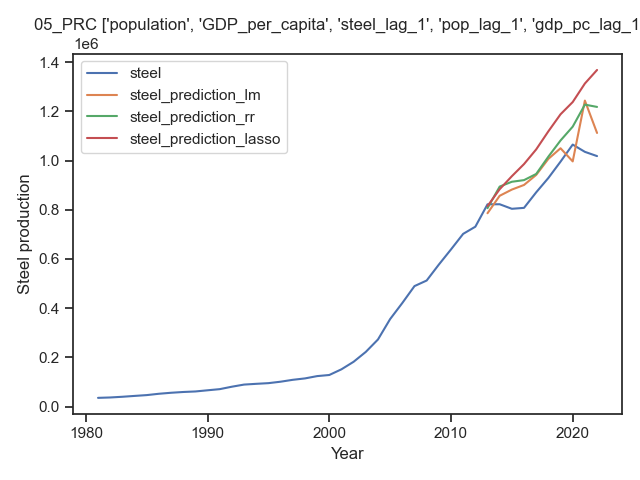 05_PRC ['population', 'GDP_per_capita', 'steel_lag_1', 'pop_lag_1', 'gdp_pc_lag_1
1e6
steel
steel_prediction_lm
steel_prediction_rr
steel_prediction_lasso
1.4
1.2
1.0
0.8
0.6
0.4
0.2
0.0
Steel production
1980 1990 2000 2010 2020
Year